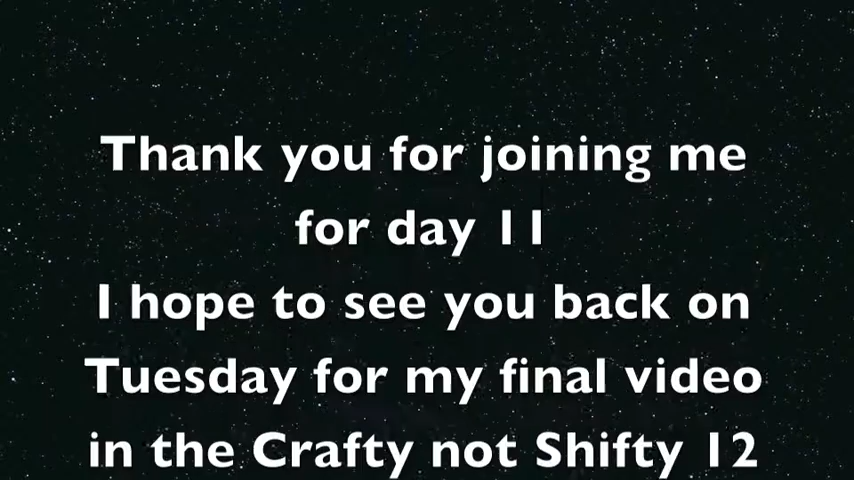 Thank you for joining me
for day 11
I hope to see you back on
Tuesday for my final video
in the Crafty not Shifty 12